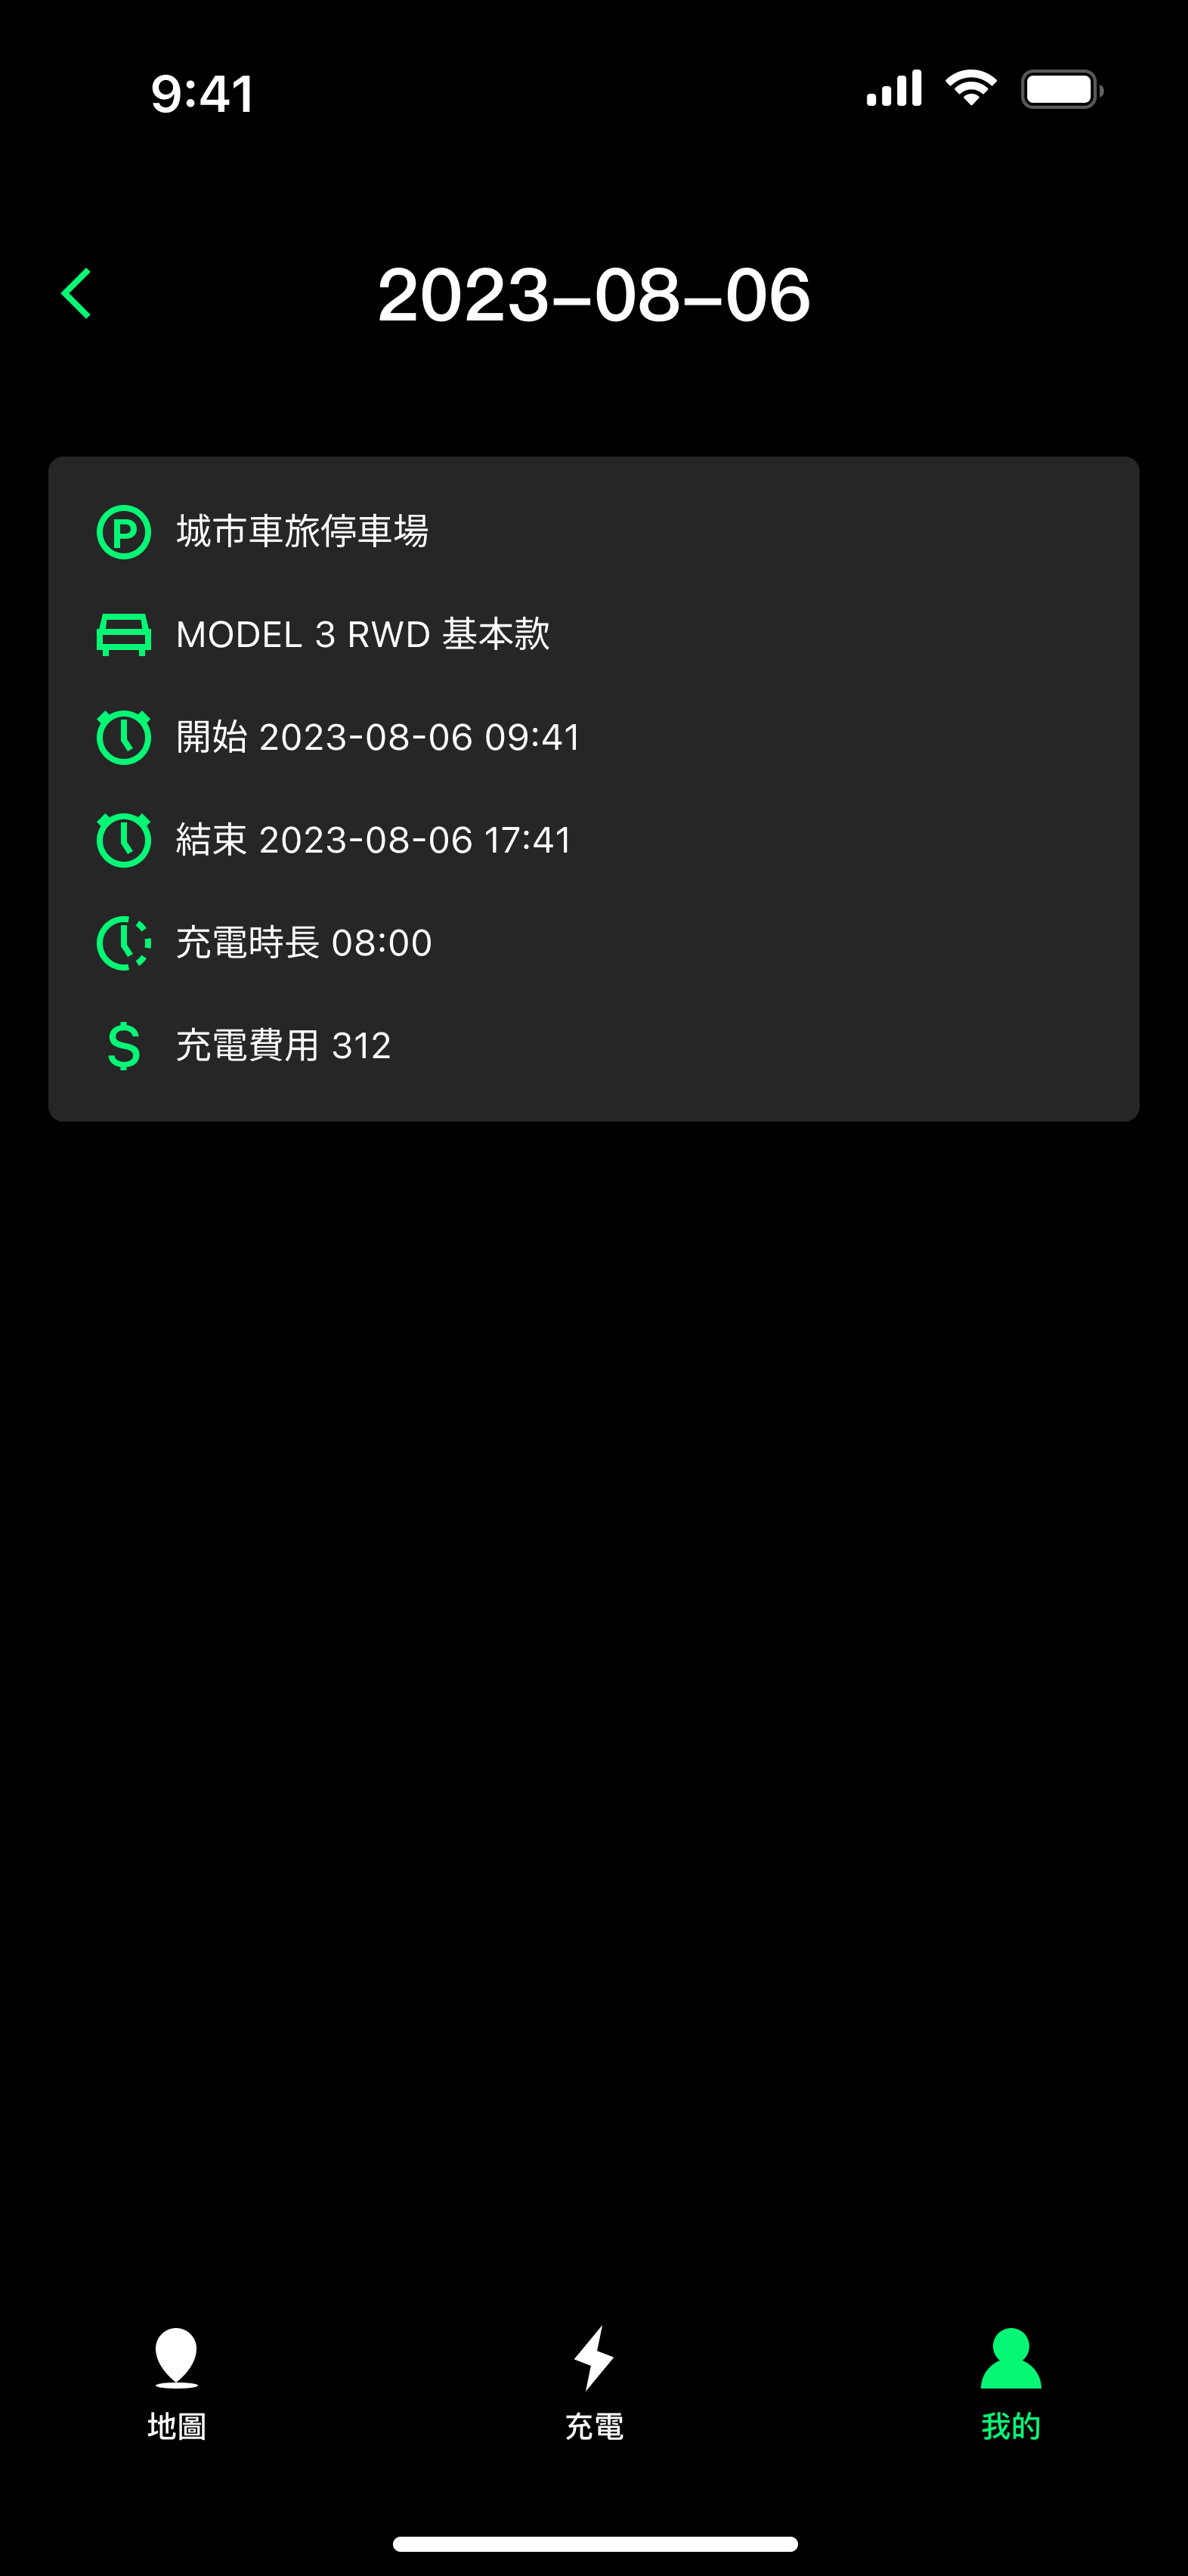 9:41
2023–08–06
城市車旅停車場
MODEL 3 RWD 基本款
開始 2023-08-06 09:41
結束 2023-08-06 17:41
充電時長 08:00
充電費用 312
地圖
充電
我的